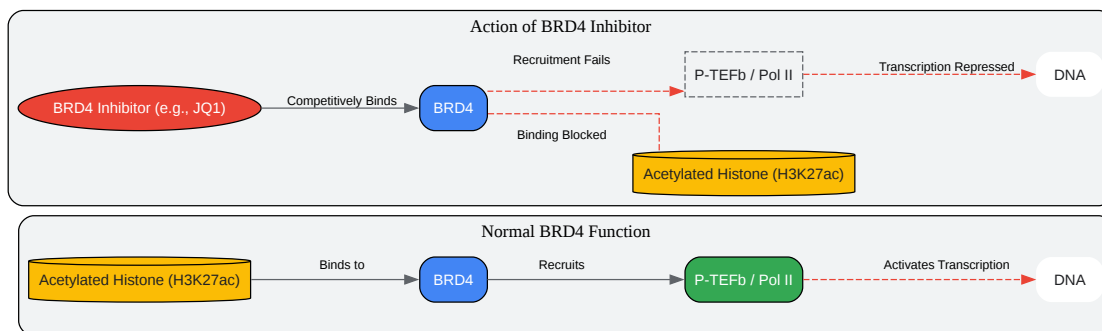 Action of BRD4 Inhibitor
Recruitment Fails
P-TEFb / Pol II
Transcription Repressed
DNA
BRD4 Inhibitor (e.g., JQ1)
Competitively Binds
BRD4
Binding Blocked
Acetylated Histone (H3K27ac)
Normal BRD4 Function
Acetylated Histone (H3K27ac)
Binds to
BRD4
Recruits
P-TEFb / Pol II
Activates Transcription
DNA